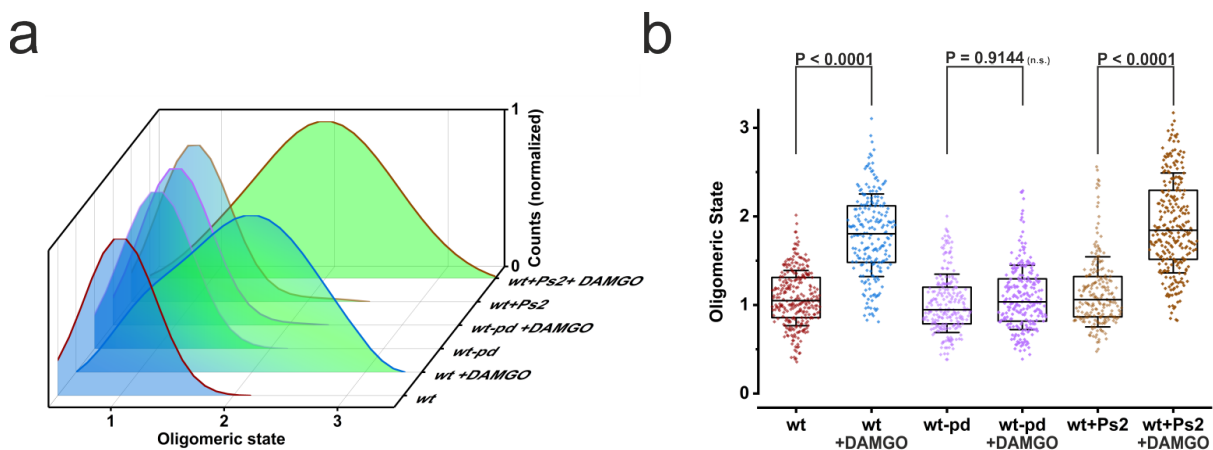 a
1
0
Counts (normalized)
wt+Ps2+ DAMGO
wt+Ps2
wt-pd +DAMGO
wt-pd
wt +DAMGO
wt
1 2 3
Oligomeric state
b
P < 0.0001 P = 0.9144 (n.s.) P < 0.0001
Oligomeric State
3
2
1
0
wt wt wt-pd wt-pd wt+Ps2 wt+Ps2
+DAMGO +DAMGO +DAMGO